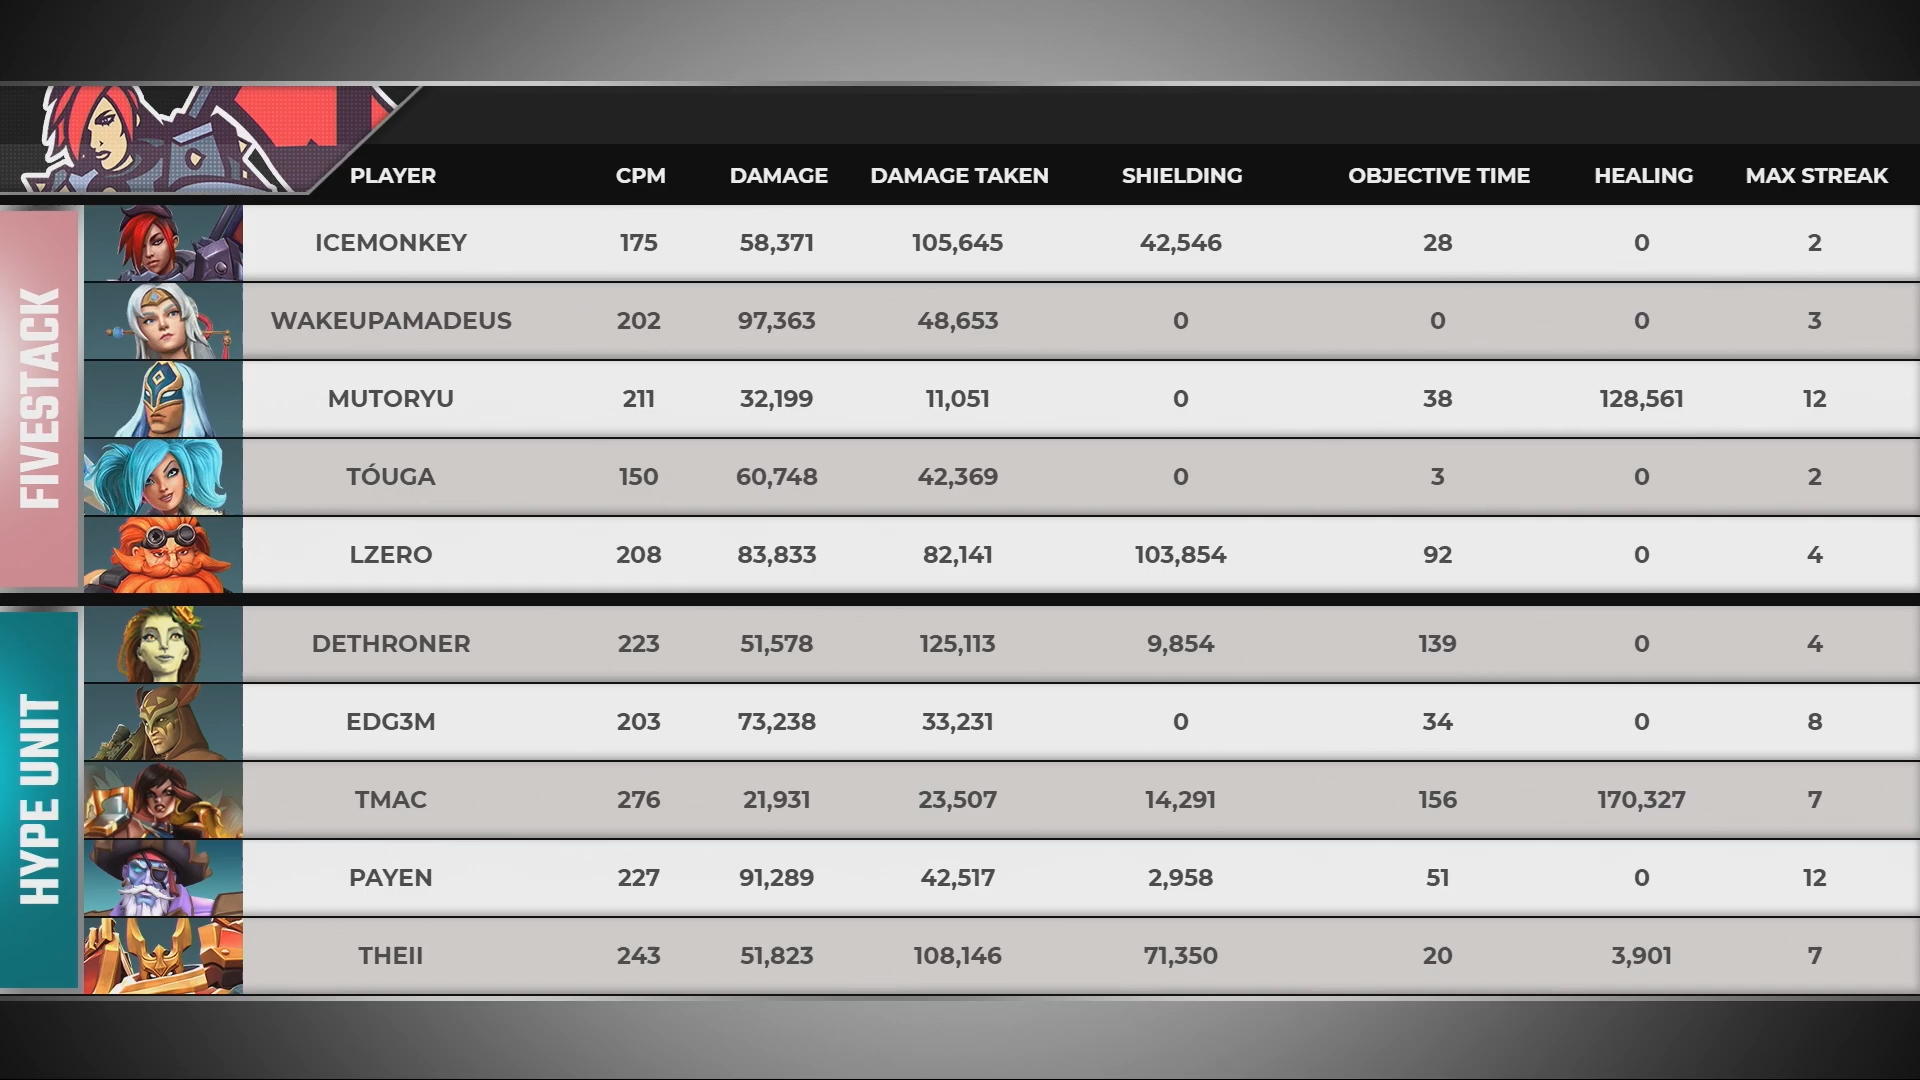 PLAYER CPM DAMAGE DAMAGE TAKEN SHIELDING OBJECTIVE TIME HEALING MAX STREAK
FIVESTACK
ICEMONKEY 175 58,371 105,645 42,546 28 0 2
WAKEUPAMADEUS 202 97,363 48,653 0 0 0 3
MUTORYU 211 32,199 11,051 0 38 128,561 12
TÓUGA 150 60,748 42,369 0 3 0 2
LZERO 208 83,833 82,141 103,854 92 0 4
HYPE UNIT
DETHRONER 223 51,578 125,113 9,854 139 0 4
EDG3M 203 73,238 33,231 0 34 0 8
TMAC 276 21,931 23,507 14,291 156 170,327 7
PAYEN 227 91,289 42,517 2,958 51 0 12
THEII 243 51,823 108,146 71,350 20 3,901 7